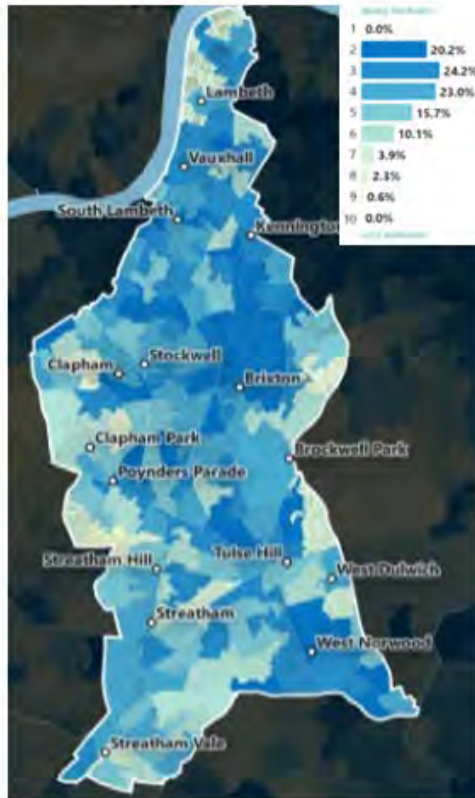 1 0.0%
2 20.2%
3 24.2%
4 23.0%
5 15.7%
6 10.1%
7 3.9%
8 2.3%
9 0.6%
10 0.0%
Lambeth
Vauxhall
South Lambeth
Kennington
Stockwell
Clapham
Brixton
Clapham Park
Brockwell Park
Poynders Parade
Streatham Hill
Tulse Hill
West Dulwich
Streatham
West Norwood
Streatham Vale